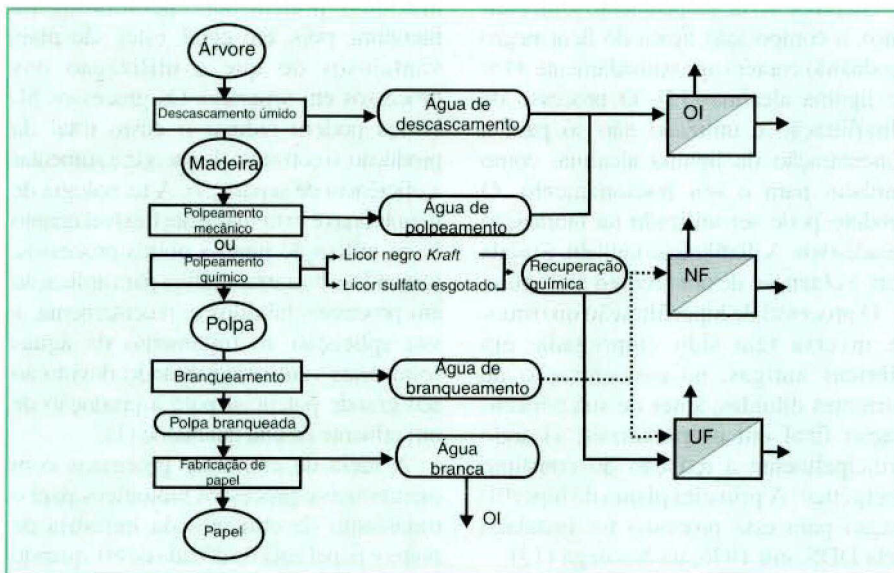 Árvore
Descascamento úmido
Água de
descascamento
OI
Madeira
Polpeamento
mecânico
ou
Polpeamento
químico
Água de
polpeamento
Licor negro Kraft
Licor sulfato esgotado
Recuperação
química
NF
Polpa
Branqueamento
Água de
branqueamento
UF
Polpa branqueada
Fabricação de
papel
Agua
branca
OI
Papel